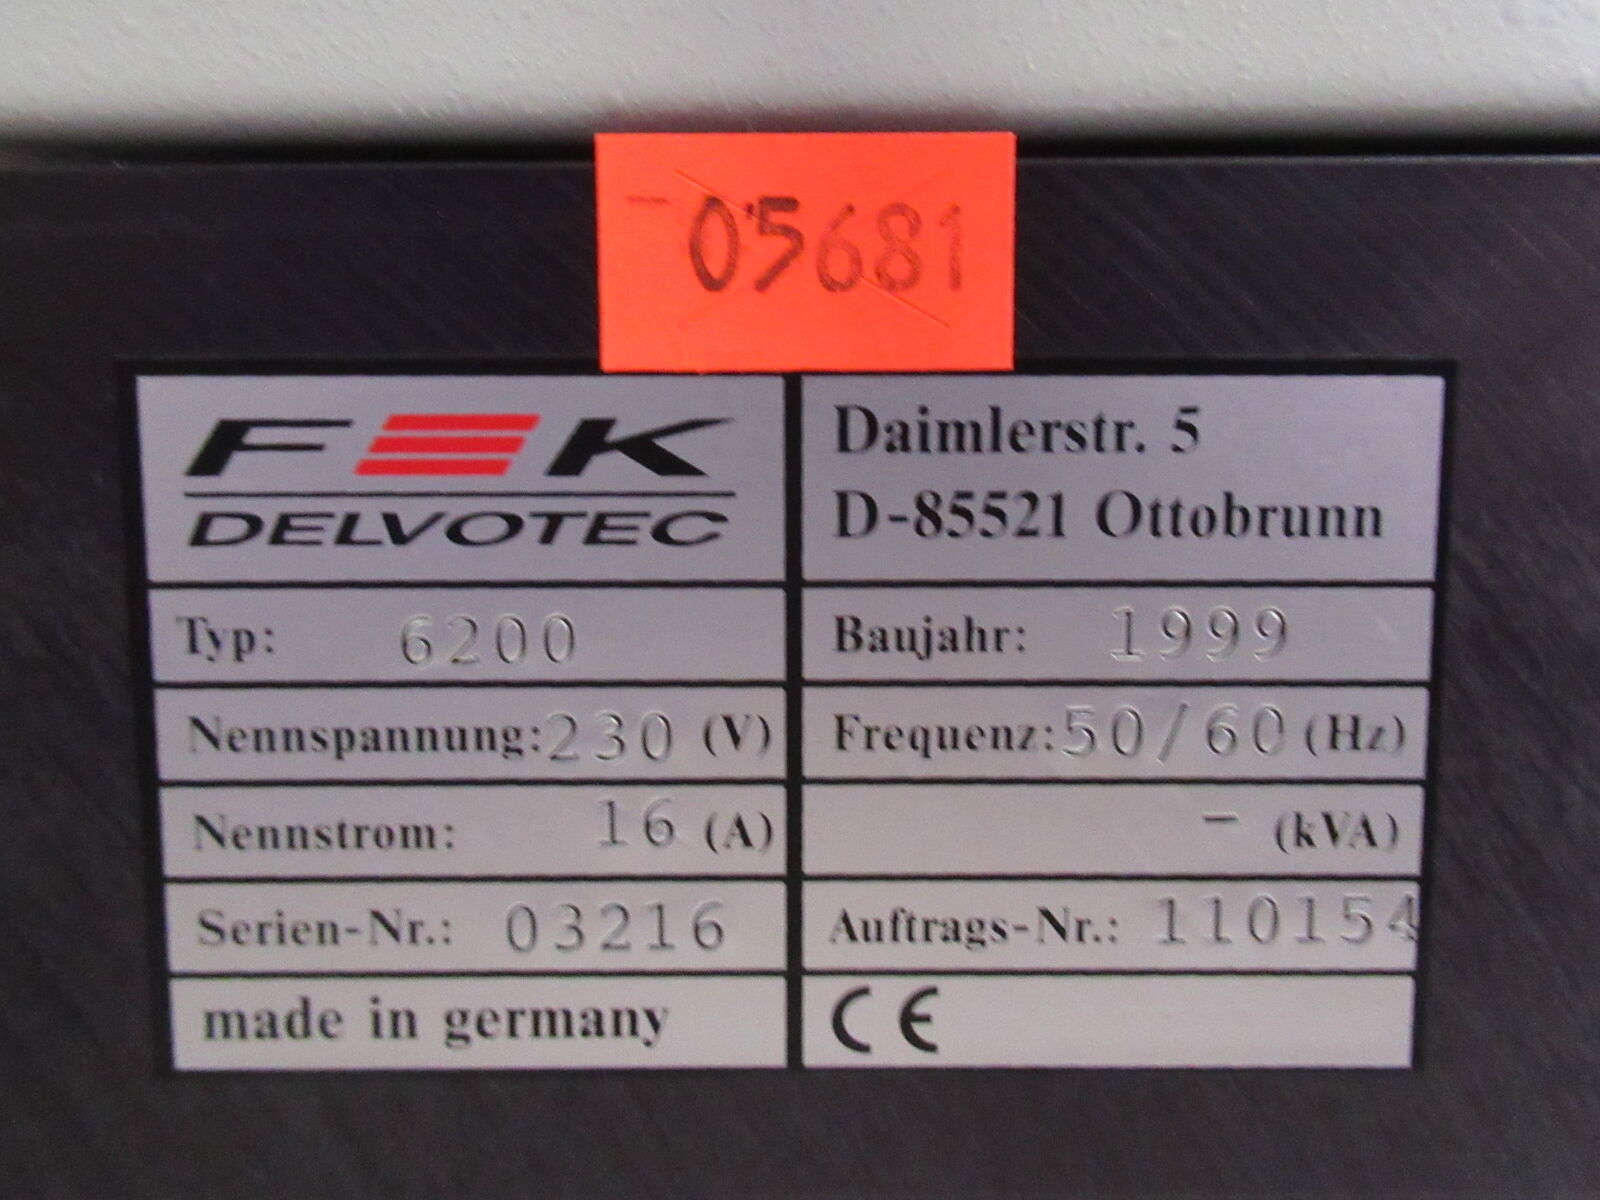 05681
F K
DELVOTEC
Daimlerstr. 5
D-85521 Ottobrunn
Typ: 6200
Baujahr: 1999
Nennspannung: 230 (V)
Frequenz: 50/60 (Hz)
Nennstrom: 16 (A)
- (kVA)
Serien-Nr.: 03216
Auftrags-Nr.: 110154
made in germany
CE